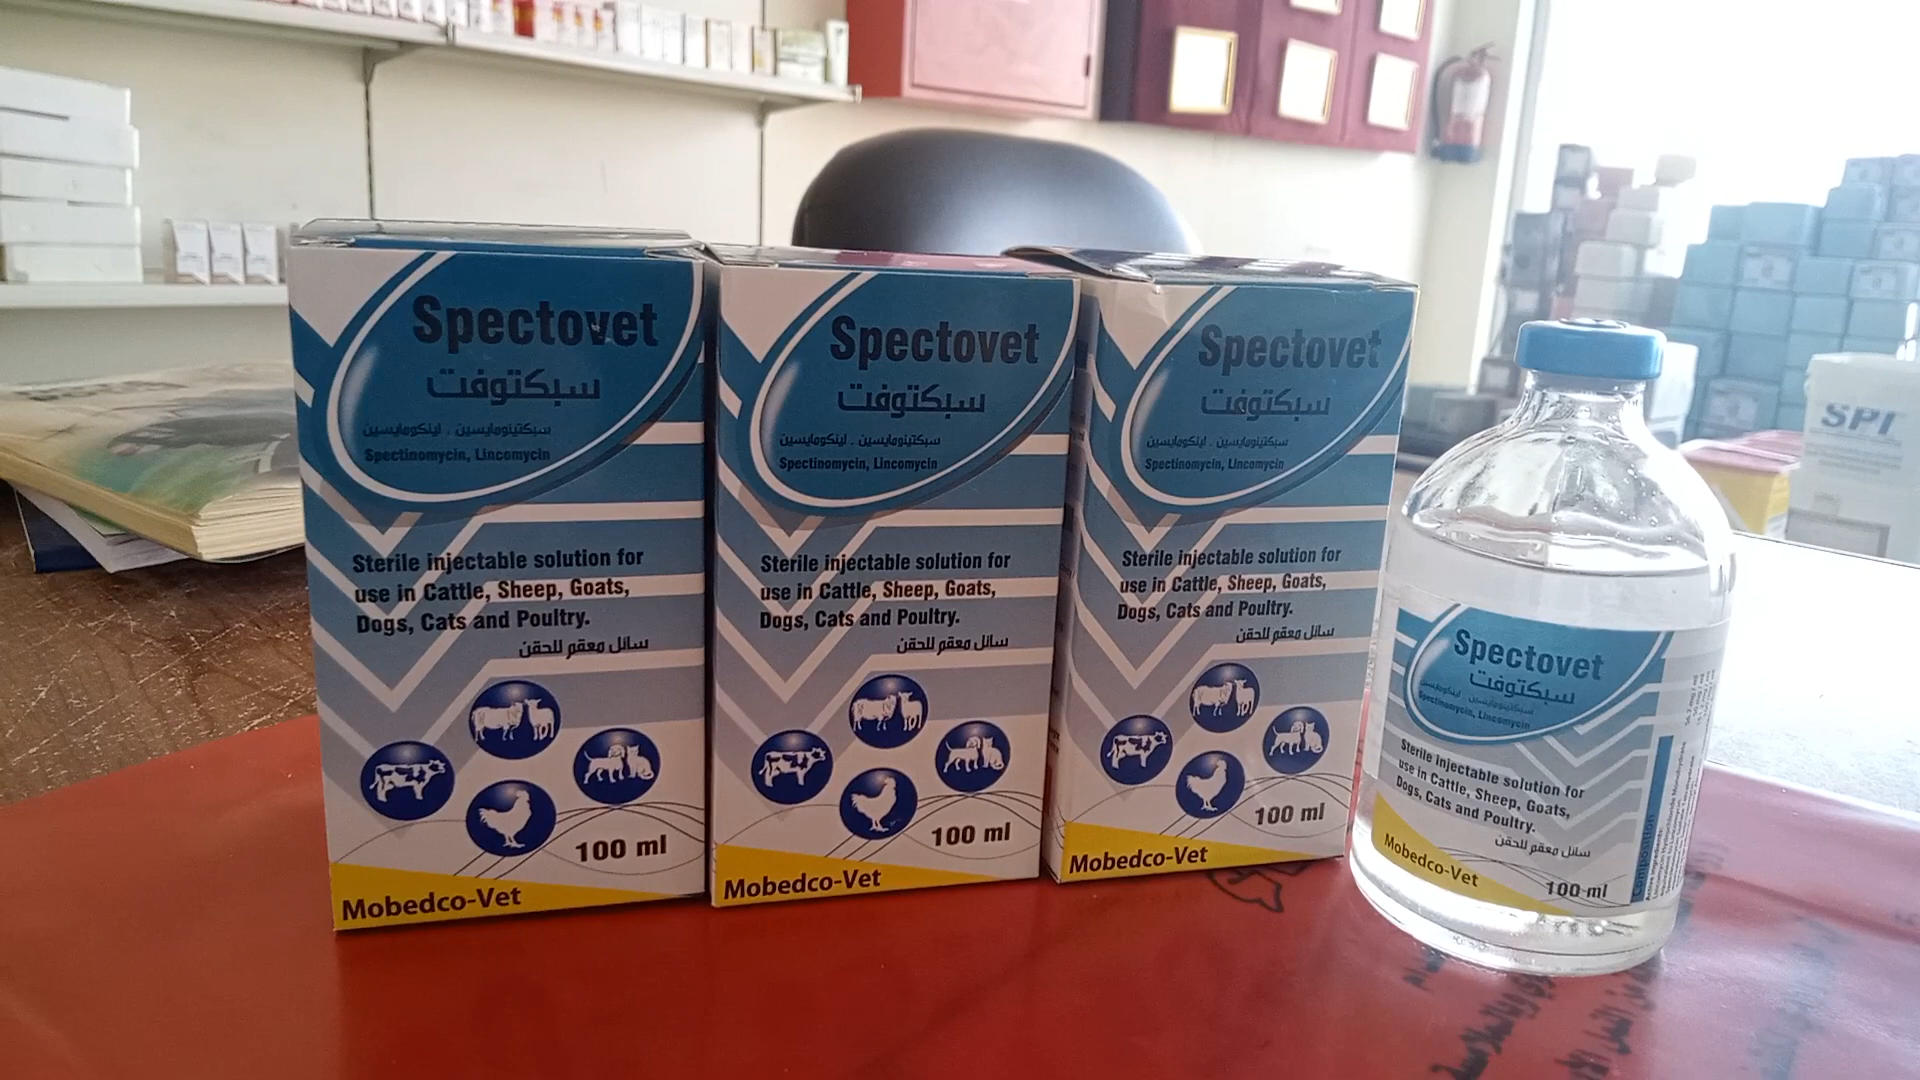 Spectovet
سبكتوفت
سبكتينومايسين . لينكومايسين
Spectinomycin, Lincomycin
Sterile injectable solution for
use in Cattle, Sheep, Goats,
Dogs, Cats and Poultry.
سائل معقم للحقن
100 ml
Mobedco-Vet
Spectovet
سبكتوفت
سبكتينومايسين . لينكومايسين
Spectinomycin, Lincomycin
Sterile injectable solution for
use in Cattle, Sheep, Goats,
Dogs, Cats and Poultry.
سائل معقم للحقن
100 ml
Mobedco-Vet
Spectovet
سبكتوفت
سبكتينومايسين . لينكومايسين
Spectinomycin, Lincomycin
Sterile injectable solution for
use in Cattle, Sheep, Goats,
Dogs, Cats and Poultry.
سائل معقم للحقن
100 ml
Mobedco-Vet
Spectovet
سبكتوفت
سبكتينومايسين . لينكومايسين
Spectinomycin, Lincomycin
Sterile injectable solution for
use in Cattle, Sheep, Goats,
Dogs, Cats and Poultry.
سائل معقم للحقن
Mobedco-Vet
100 ml
Composition
SPI